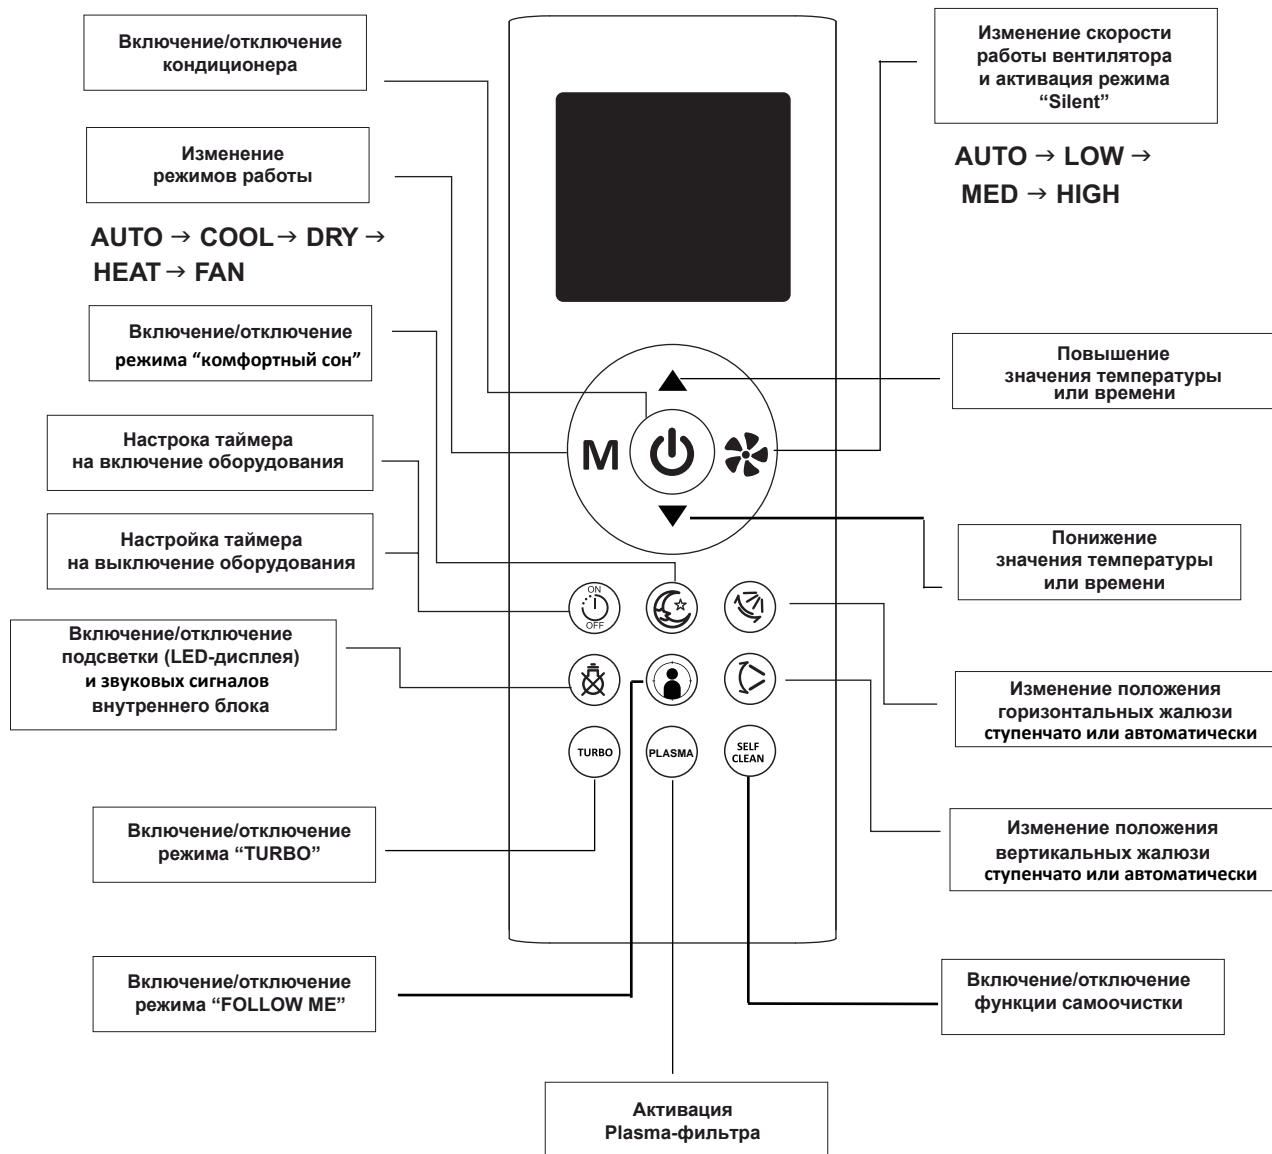 Включение/отключение
кондиционера
Изменение
режимов работы
AUTO → COOL → DRY →
HEAT → FAN
Включение/отключение
режима “комфортный сон”
Настрока таймера
на включение оборудования
Настройка таймера
на выключение оборудования
Включение/отключение
подсветки (LED-дисплея)
и звуковых сигналов
внутреннего блока
Включение/отключение
режима “TURBO”
Включение/отключение
режима “FOLLOW ME”
M
ON
OFF
TURBO
PLASMA
SELF
CLEAN
Активация
Plasma-фильтра
Изменение скорости
работы вентилятора
и активация режима
“Silent”
AUTO → LOW →
MED → HIGH
Повышение
значения температуры
или времени
Понижение
значения температуры
или времени
Изменение положения
горизонтальных жалюзи
ступенчато или автоматически
Изменение положения
вертикальных жалюзи
ступенчато или автоматически
Включение/отключение
функции самоочистки